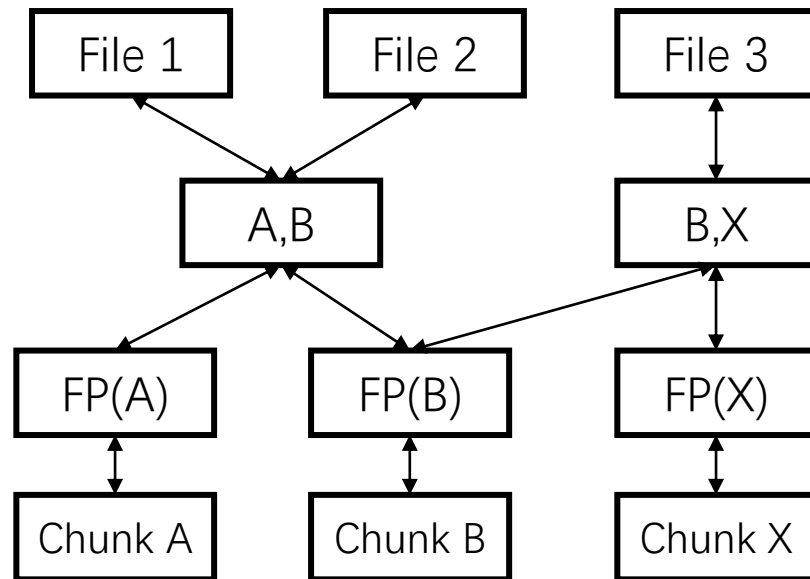 File 1
File 2
File 3
A,B
B,X
FP(A)
FP(B)
FP(X)
Chunk A
Chunk B
Chunk X